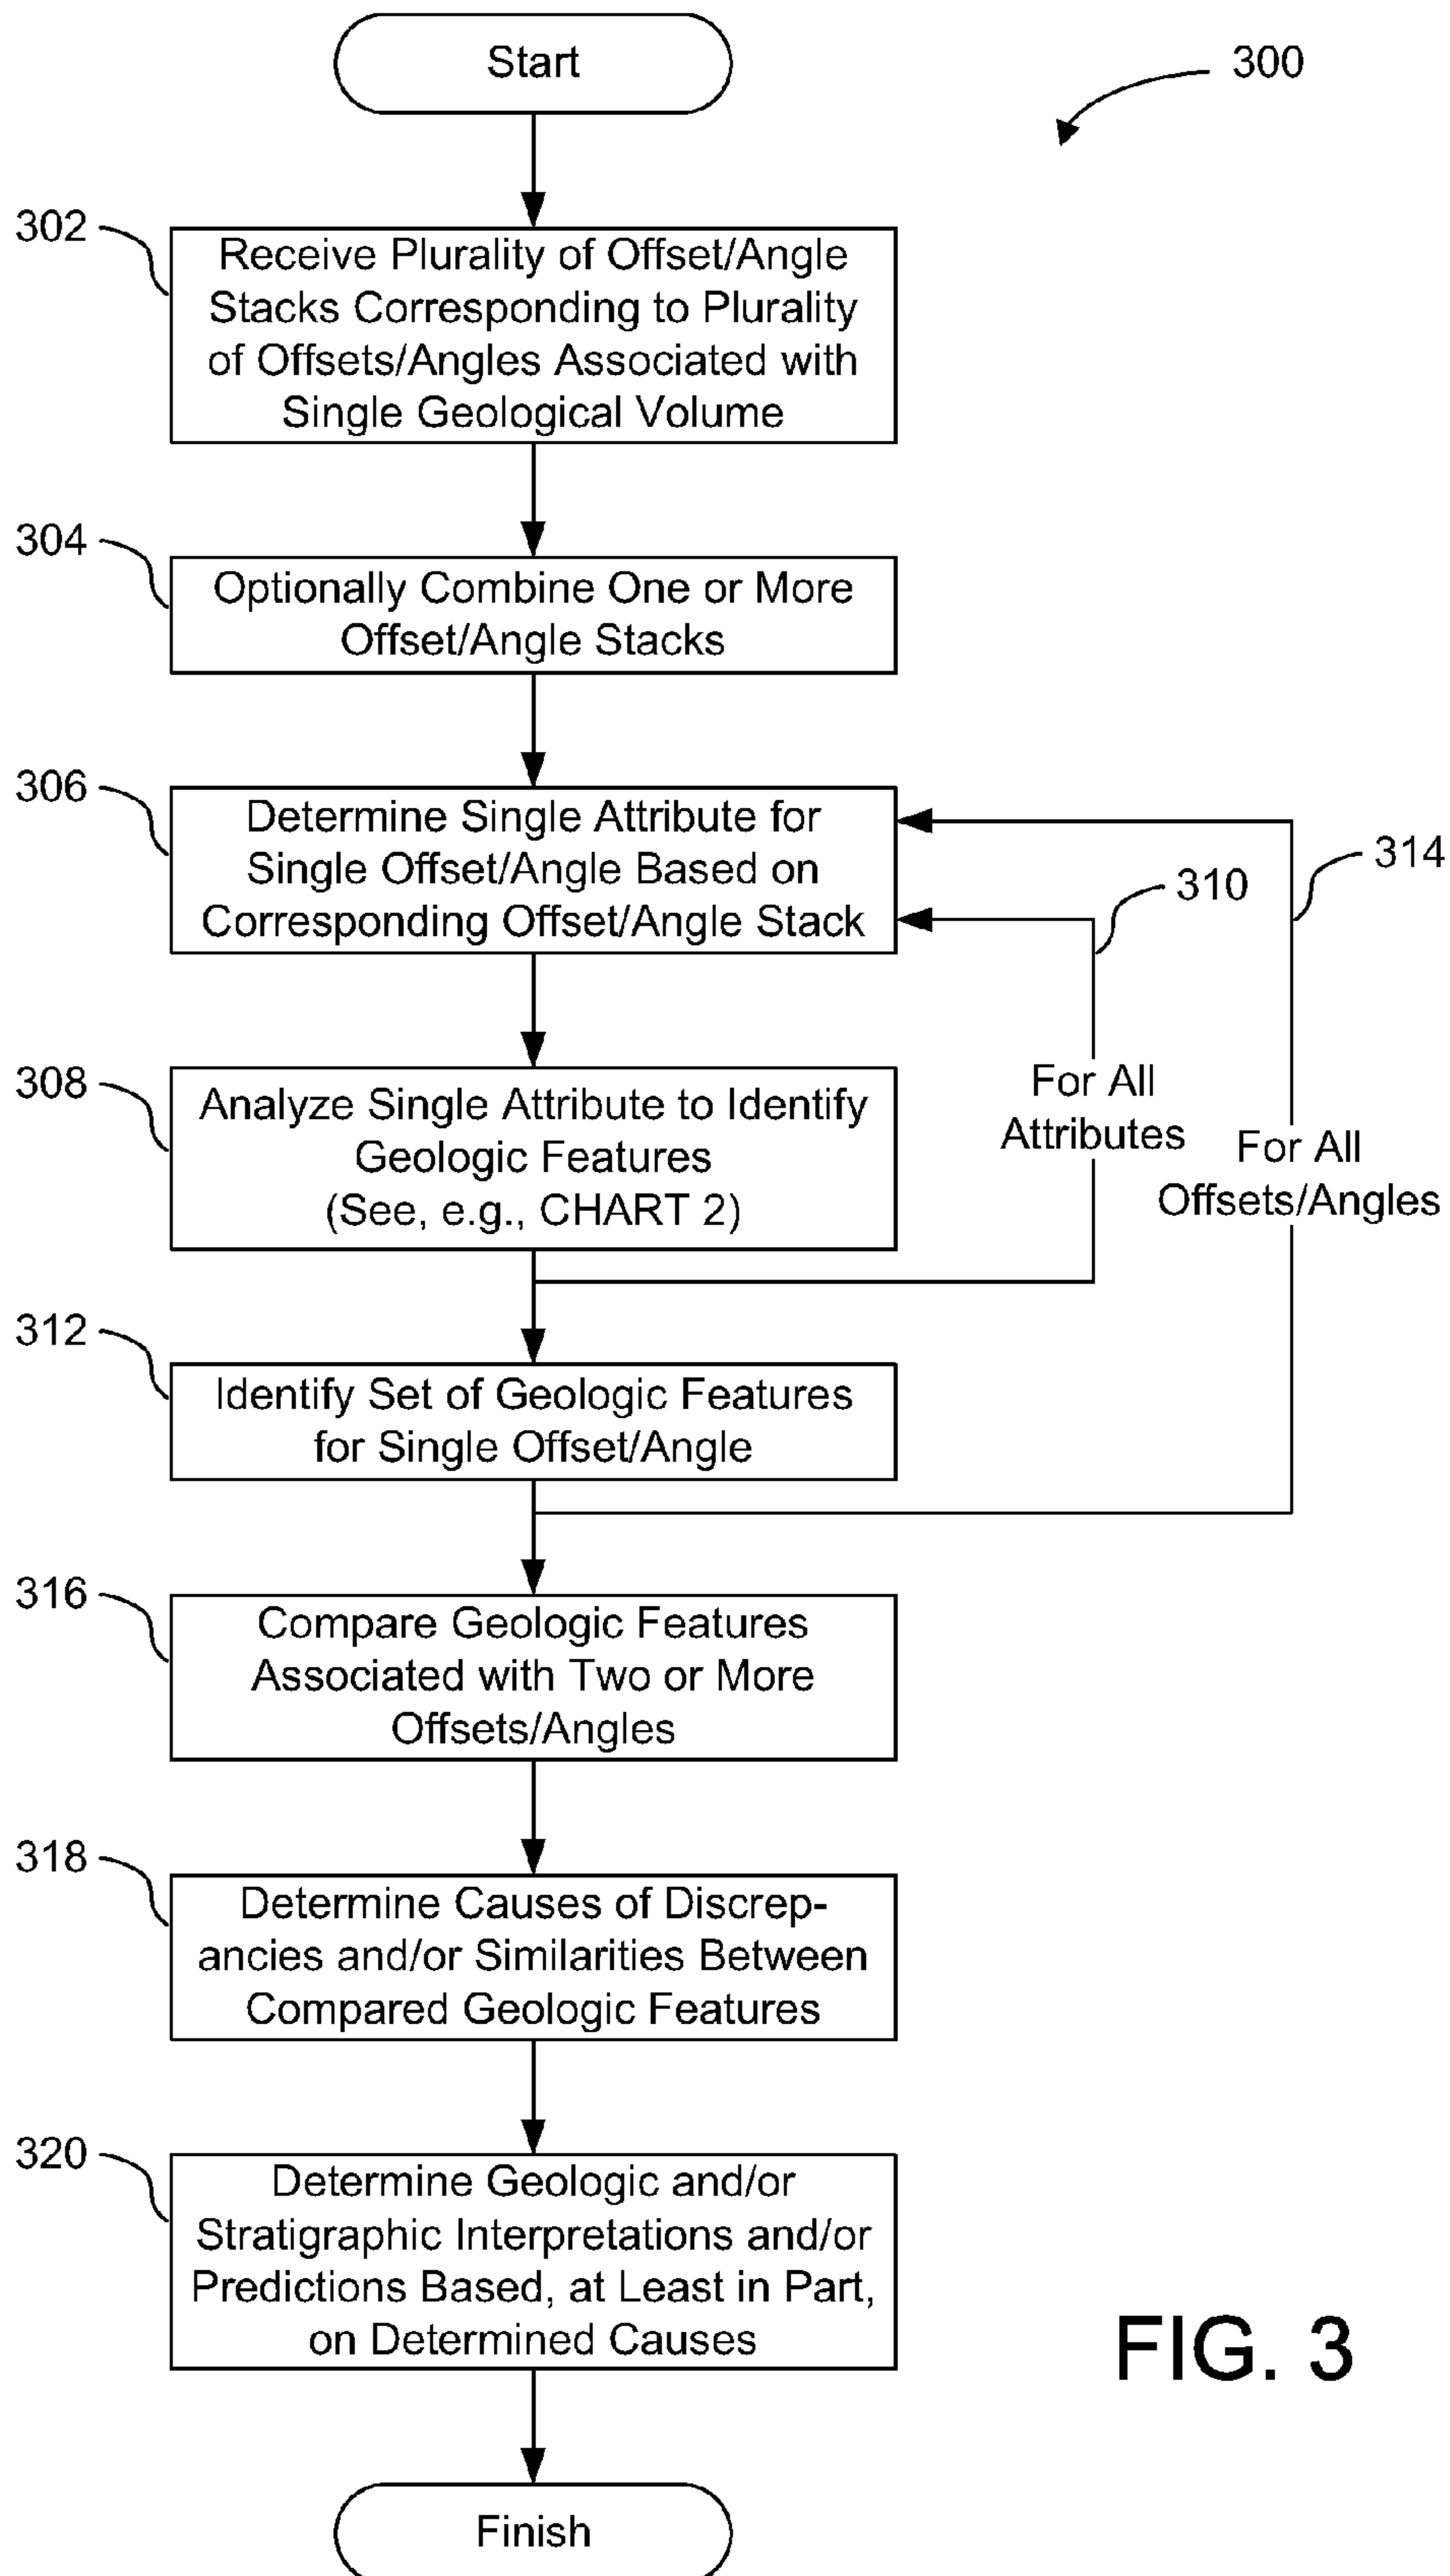 Start
300
302
Receive Plurality of Offset/Angle
Stacks Corresponding to Plurality
of Offsets/Angles Associated with
Single Geological Volume
304
Optionally Combine One or More
Offset/Angle Stacks
306
Determine Single Attribute for
Single Offset/Angle Based on
Corresponding Offset/Angle Stack
314
310
308
Analyze Single Attribute to Identify
Geologic Features
(See, e.g., CHART 2)
For All
Attributes
For All
Offsets/Angles
312
Identify Set of Geologic Features
for Single Offset/Angle
316
Compare Geologic Features
Associated with Two or More
Offsets/Angles
318
Determine Causes of Discrep-
ancies and/or Similarities Between
Compared Geologic Features
320
Determine Geologic and/or
Stratigraphic Interpretations and/or
Predictions Based, at Least in Part,
on Determined Causes
FIG. 3
Finish